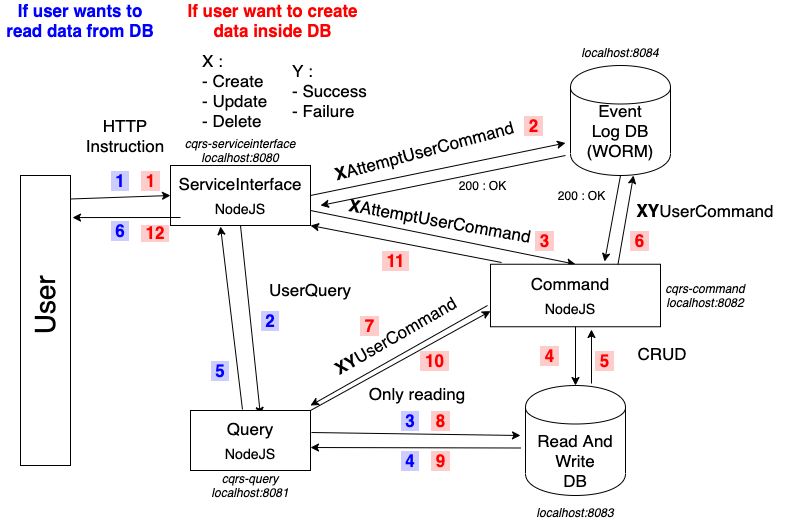 If user wants to
read data from DB
If user want to create
data inside DB
X :
- Create
- Update
- Delete
Y :
- Success
- Failure
localhost:8084
Event
Log DB
(WORM)
HTTP
Instruction
cqrs-serviceinterface
localhost:8080
ServiceInterface
NodeJS
XAttemptUserCommand
2
200 : OK
200 : OK
XAttemptUserCommand
3
11
XYUserCommand
6
1
1
6
12
User
Command
NodeJS
cqrs-command
localhost:8082
UserQuery
2
5
7
XYUserCommand
10
4
5
CRUD
Only reading
3
8
4
9
Query
NodeJS
cqrs-query
localhost:8081
Read And
Write
DB
localhost:8083